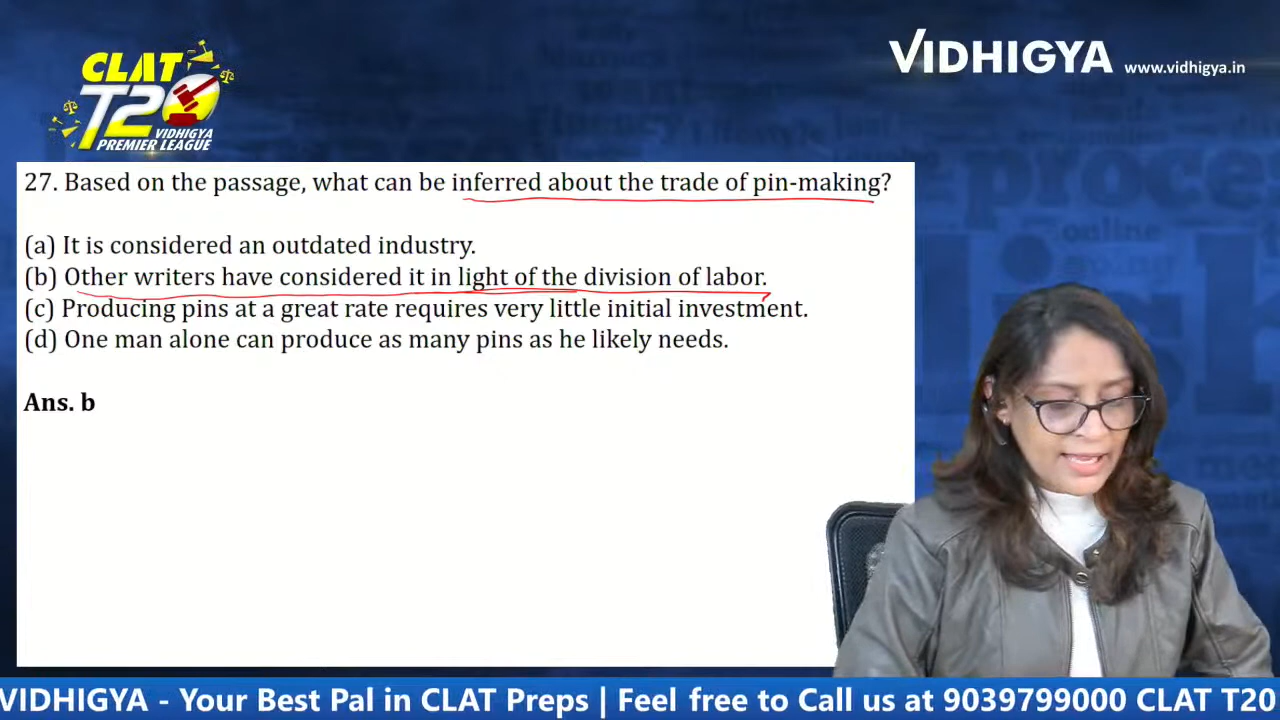 CLAT
T20
VIDHIGYA
PREMIER LEAGUE
VIDHIGYA www.vidhigya.in
27. Based on the passage, what can be inferred about the trade of pin-making?
(a) It is considered an outdated industry.
(b) Other writers have considered it in light of the division of labor.
(c) Producing pins at a great rate requires very little initial investment.
(d) One man alone can produce as many pins as he likely needs.
Ans. b
online
VIDHIGYA - Your Best Pal in CLAT Preps | Feel free to Call us at 9039799000 CLAT T20